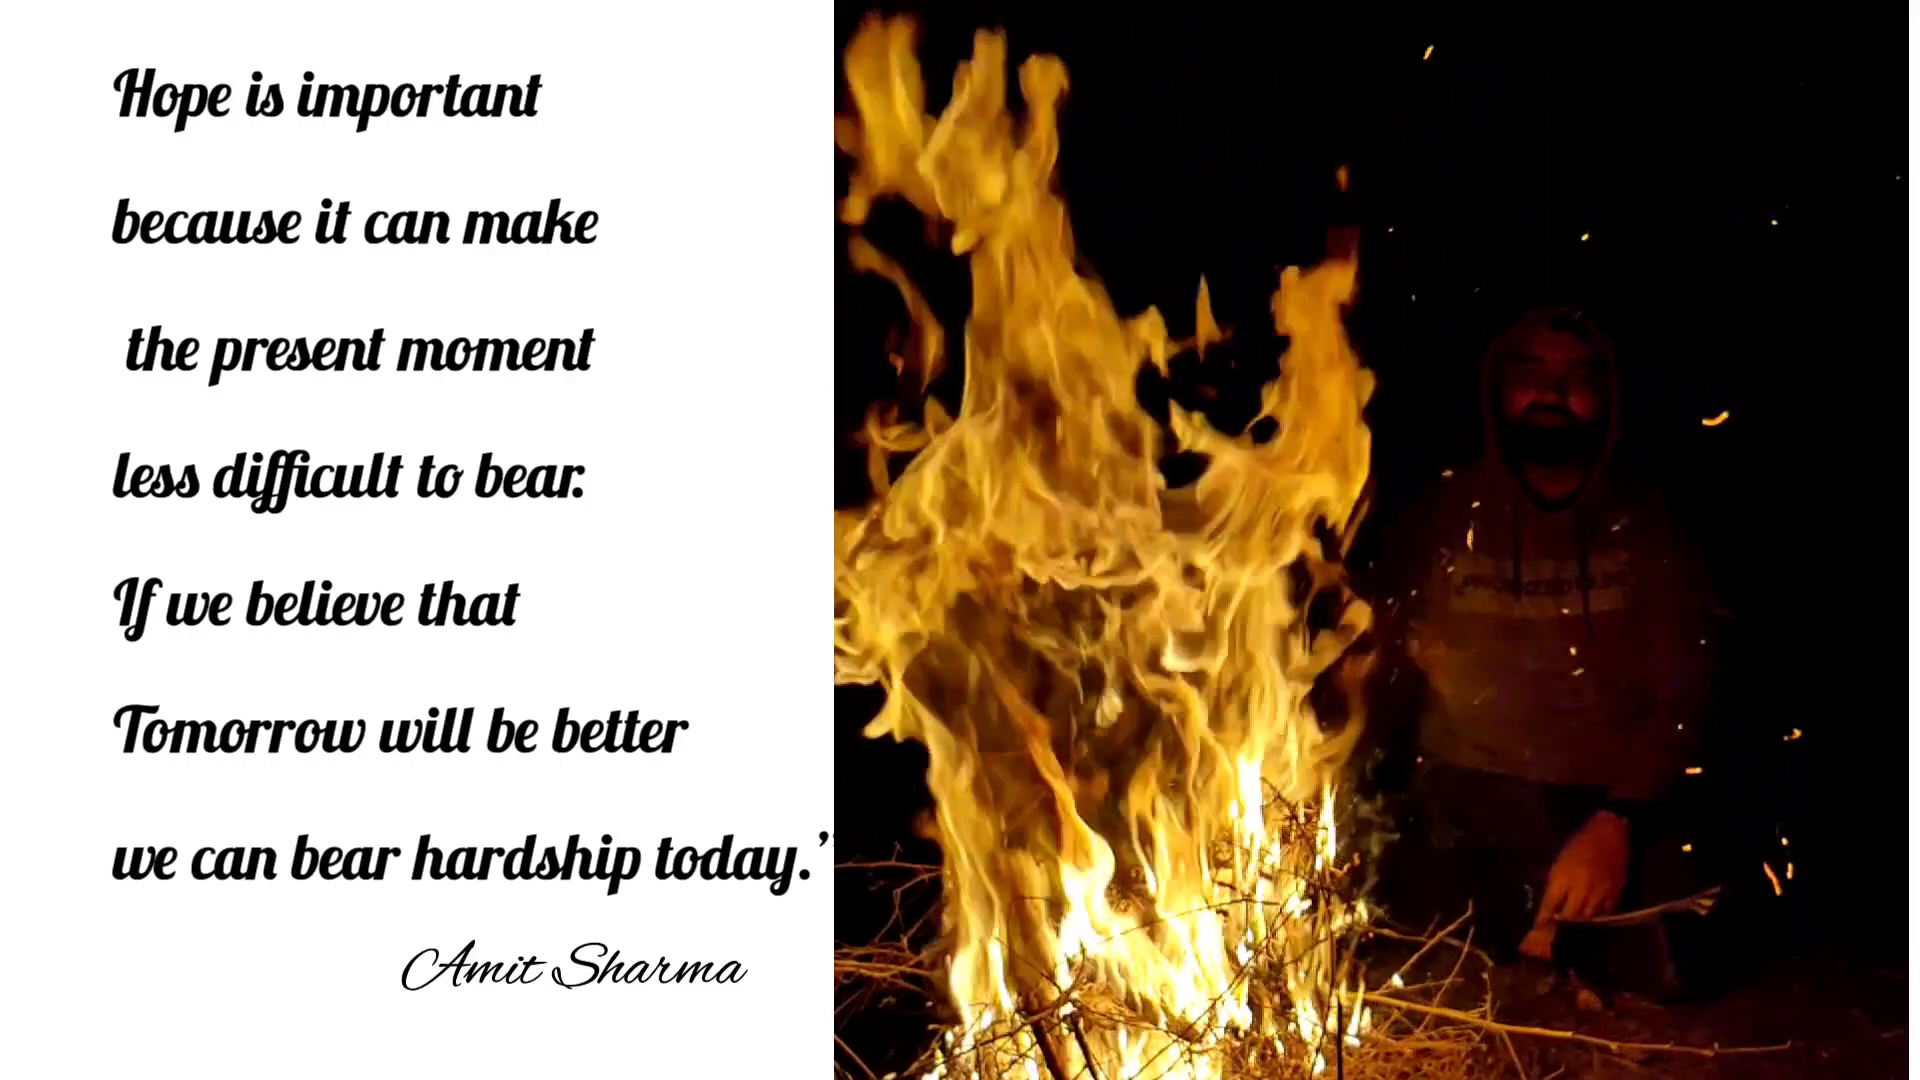 Hope is important
because it can make
the present moment
less difficult to bear.
If we believe that
Tomorrow will be better
we can bear hardship today.”
Amit Sharma